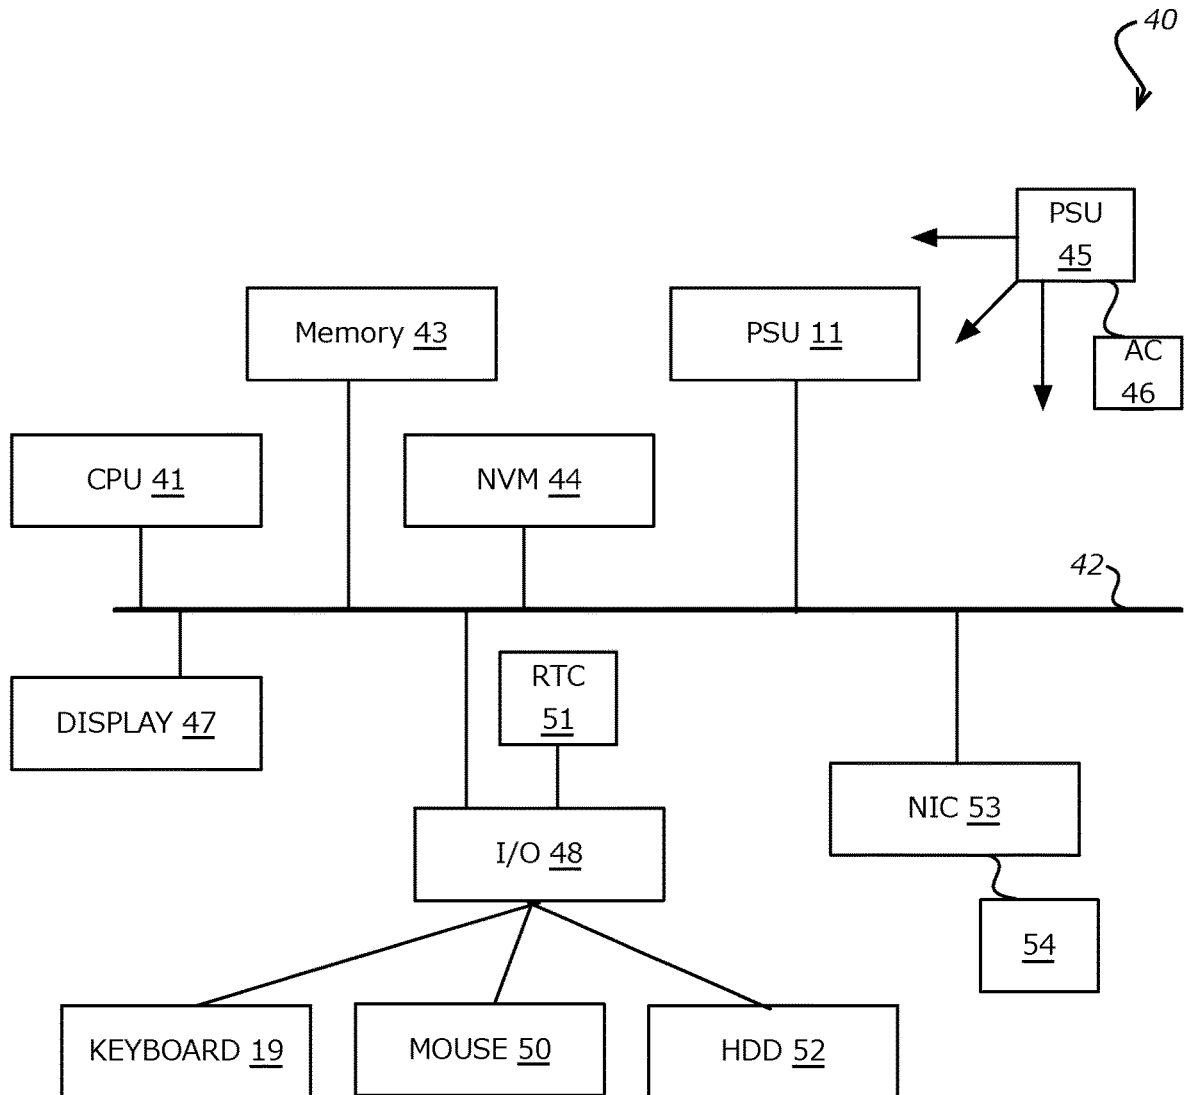 40
PSU
45
Memory 43
PSU 11
AC
46
CPU 41
NVM 44
42
RTC
51
DISPLAY 47
NIC 53
I/O 48
54
KEYBOARD 19
MOUSE 50
HDD 52